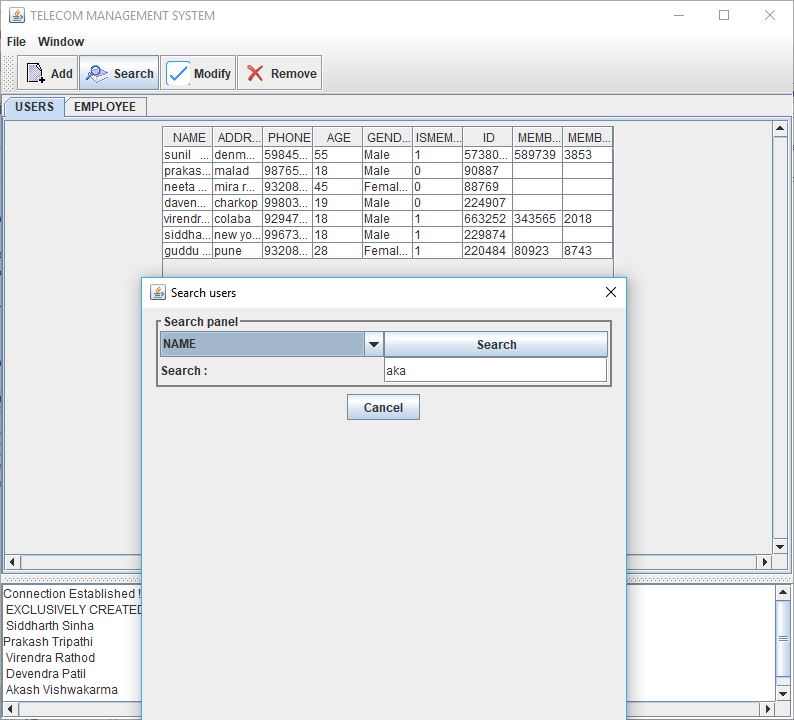 TELECOM MANAGEMENT SYSTEM
File Window
Add Search Modify Remove
USERS EMPLOYEE
NAME ADDR... PHONE AGE GEND... ISMEM... ID MEMB... MEMB...
sunil ... denm... 59845... 55 Male 1 57380... 589739 3853
prakas... malad 98765... 18 Male 0 90887
neeta ... mira r... 93208... 45 Femal... 0 88769
daven... charkop 99803... 19 Male 0 224907
virendr... colaba 92947... 18 Male 1 663252 343565 2018
siddha... new yo... 99673... 18 Male 1 229874
guddu ... pune 93208... 28 Femal... 1 220484 80923 8743
Search users
Search panel
NAME Search
Search : aka
Cancel
Connection Established !
EXCLUSIVELY CREATED
Siddharth Sinha
Prakash Tripathi
Virendra Rathod
Devendra Patil
Akash Vishwakarma